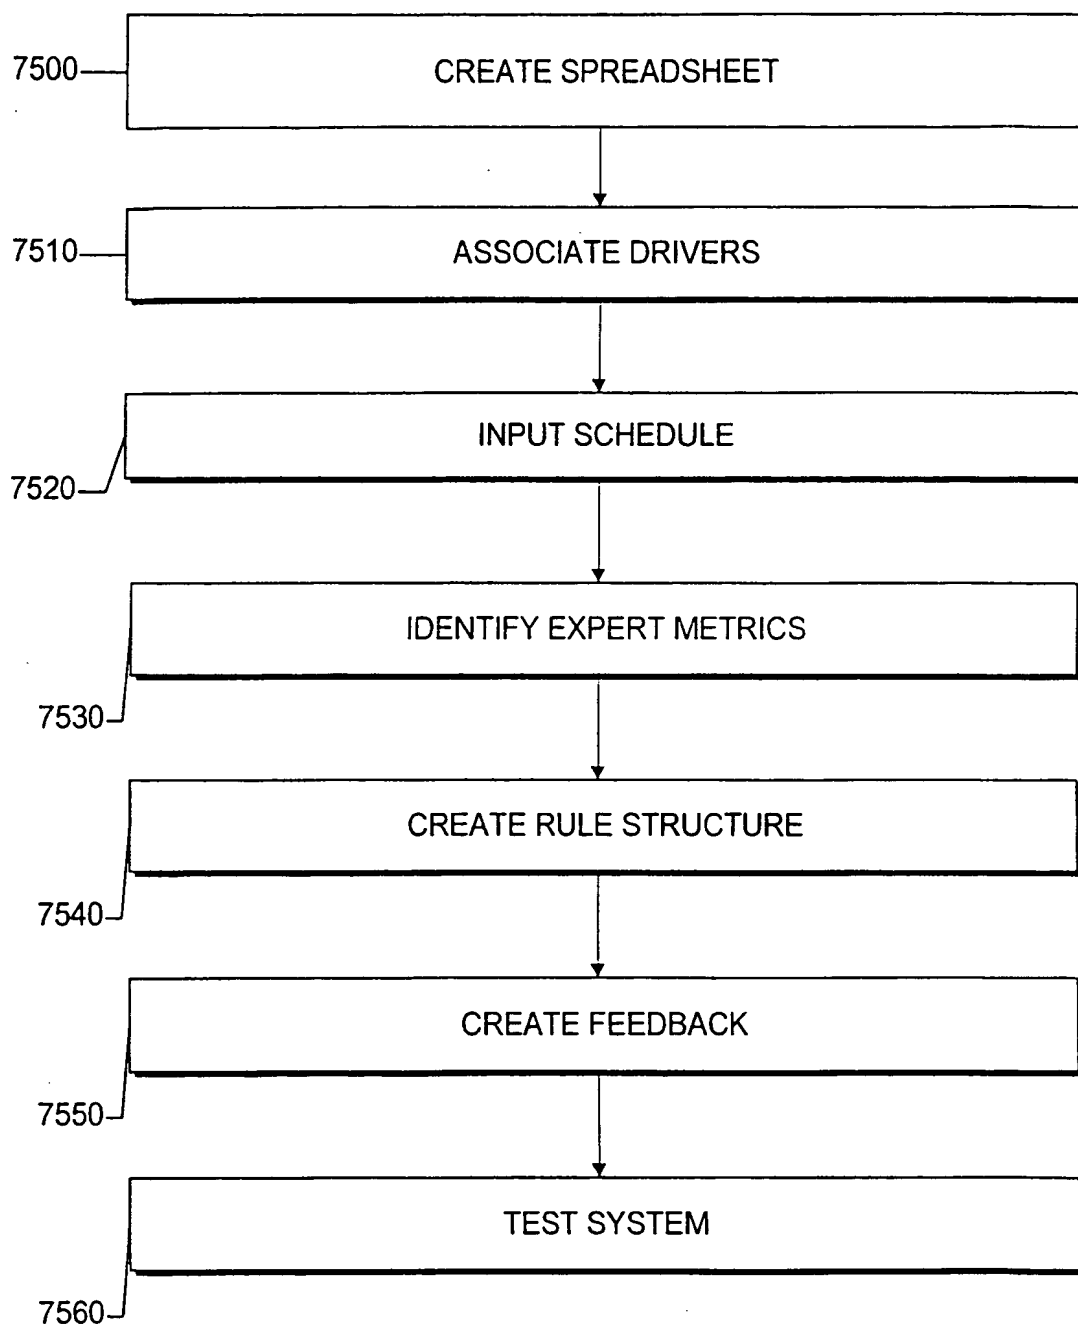 7500
CREATE SPREADSHEET
7510
ASSOCIATE DRIVERS
INPUT SCHEDULE
7520
IDENTIFY EXPERT METRICS
7530
CREATE RULE STRUCTURE
7540
CREATE FEEDBACK
7550
TEST SYSTEM
7560